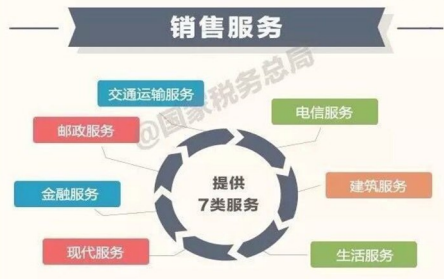 销售服务
@国家税务总局
交通运输服务
电信服务
邮政服务
金融服务
建筑服务
现代服务
生活服务
提供
7类服务